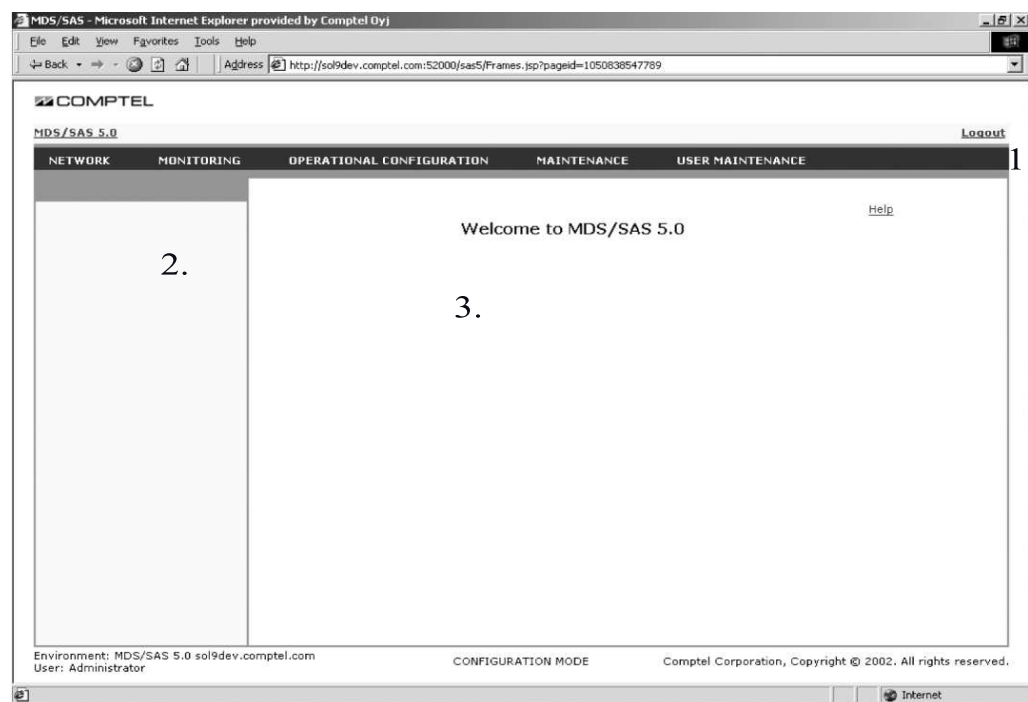 MDS/SAS - Microsoft Internet Explorer provided by Comptel Oyj
File Edit View Favorites Tools Help
Back Address http://sol9dev.comptel.com:52000/sas5/Frames.jsp?pageid=1050838547789
COMPTEL
MDS/SAS 5.0 Logout
NETWORK MONITORING OPERATIONAL CONFIGURATION MAINTENANCE USER MAINTENANCE 1
Help
Welcome to MDS/SAS 5.0
2.
3.
Environment: MDS/SAS 5.0 sol9dev.comptel.com
User: Administrator
CONFIGURATION MODE Comptel Corporation, Copyright © 2002. All rights reserved.
Internet